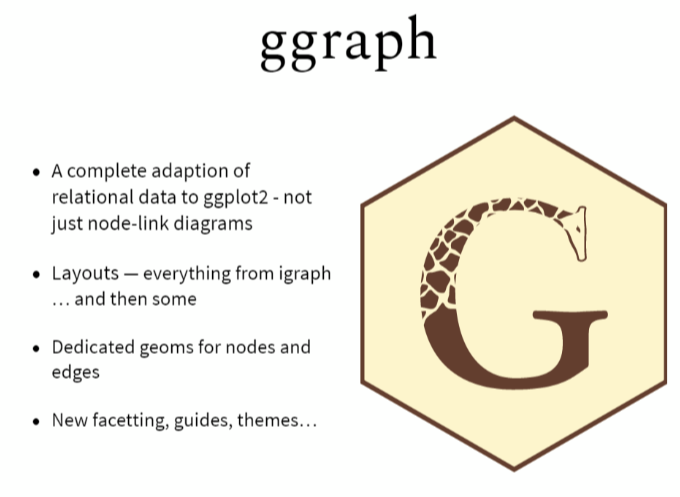 ggraph
• A complete adaption of
relational data to ggplot2 - not
just node-link diagrams
• Layouts — everything from igraph
… and then some
• Dedicated geoms for nodes and
edges
• New facetting, guides, themes…
G